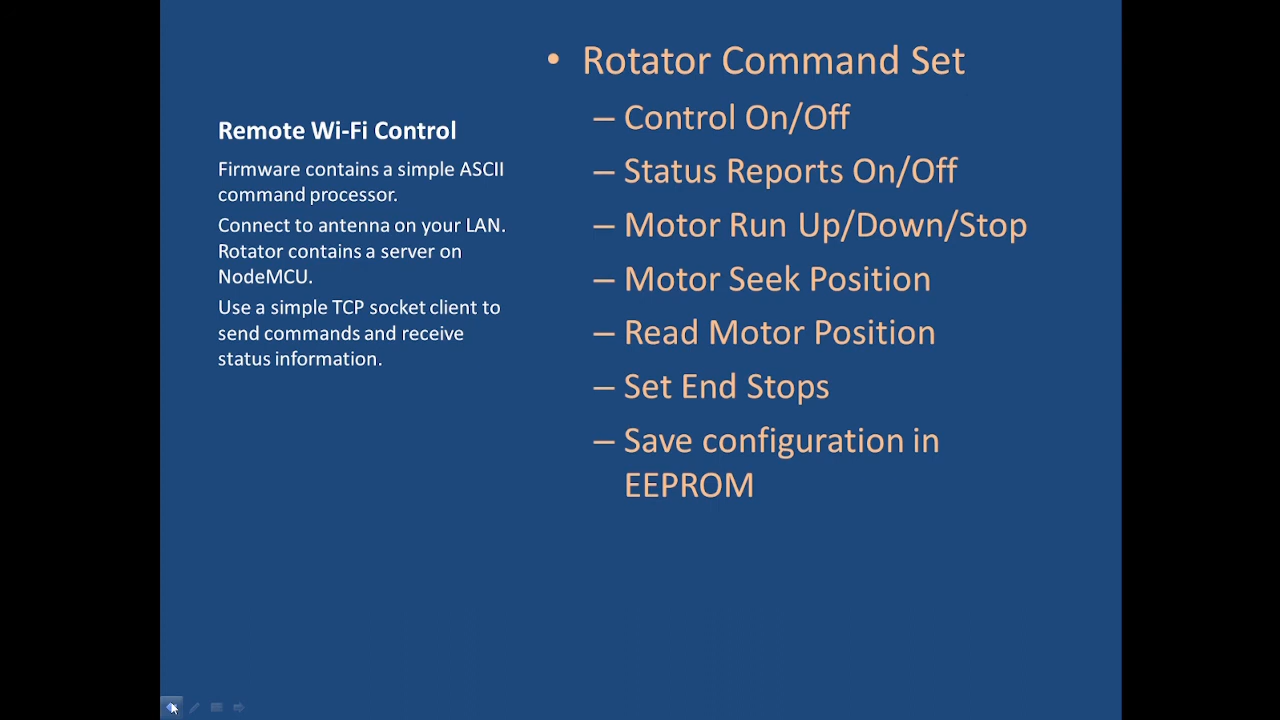 Remote Wi-Fi Control
Firmware contains a simple ASCII
command processor.
Connect to antenna on your LAN.
Rotator contains a server on
NodeMCU.
Use a simple TCP socket client to
send commands and receive
status information.
• Rotator Command Set
– Control On/Off
– Status Reports On/Off
– Motor Run Up/Down/Stop
– Motor Seek Position
– Read Motor Position
– Set End Stops
– Save configuration in
EEPROM